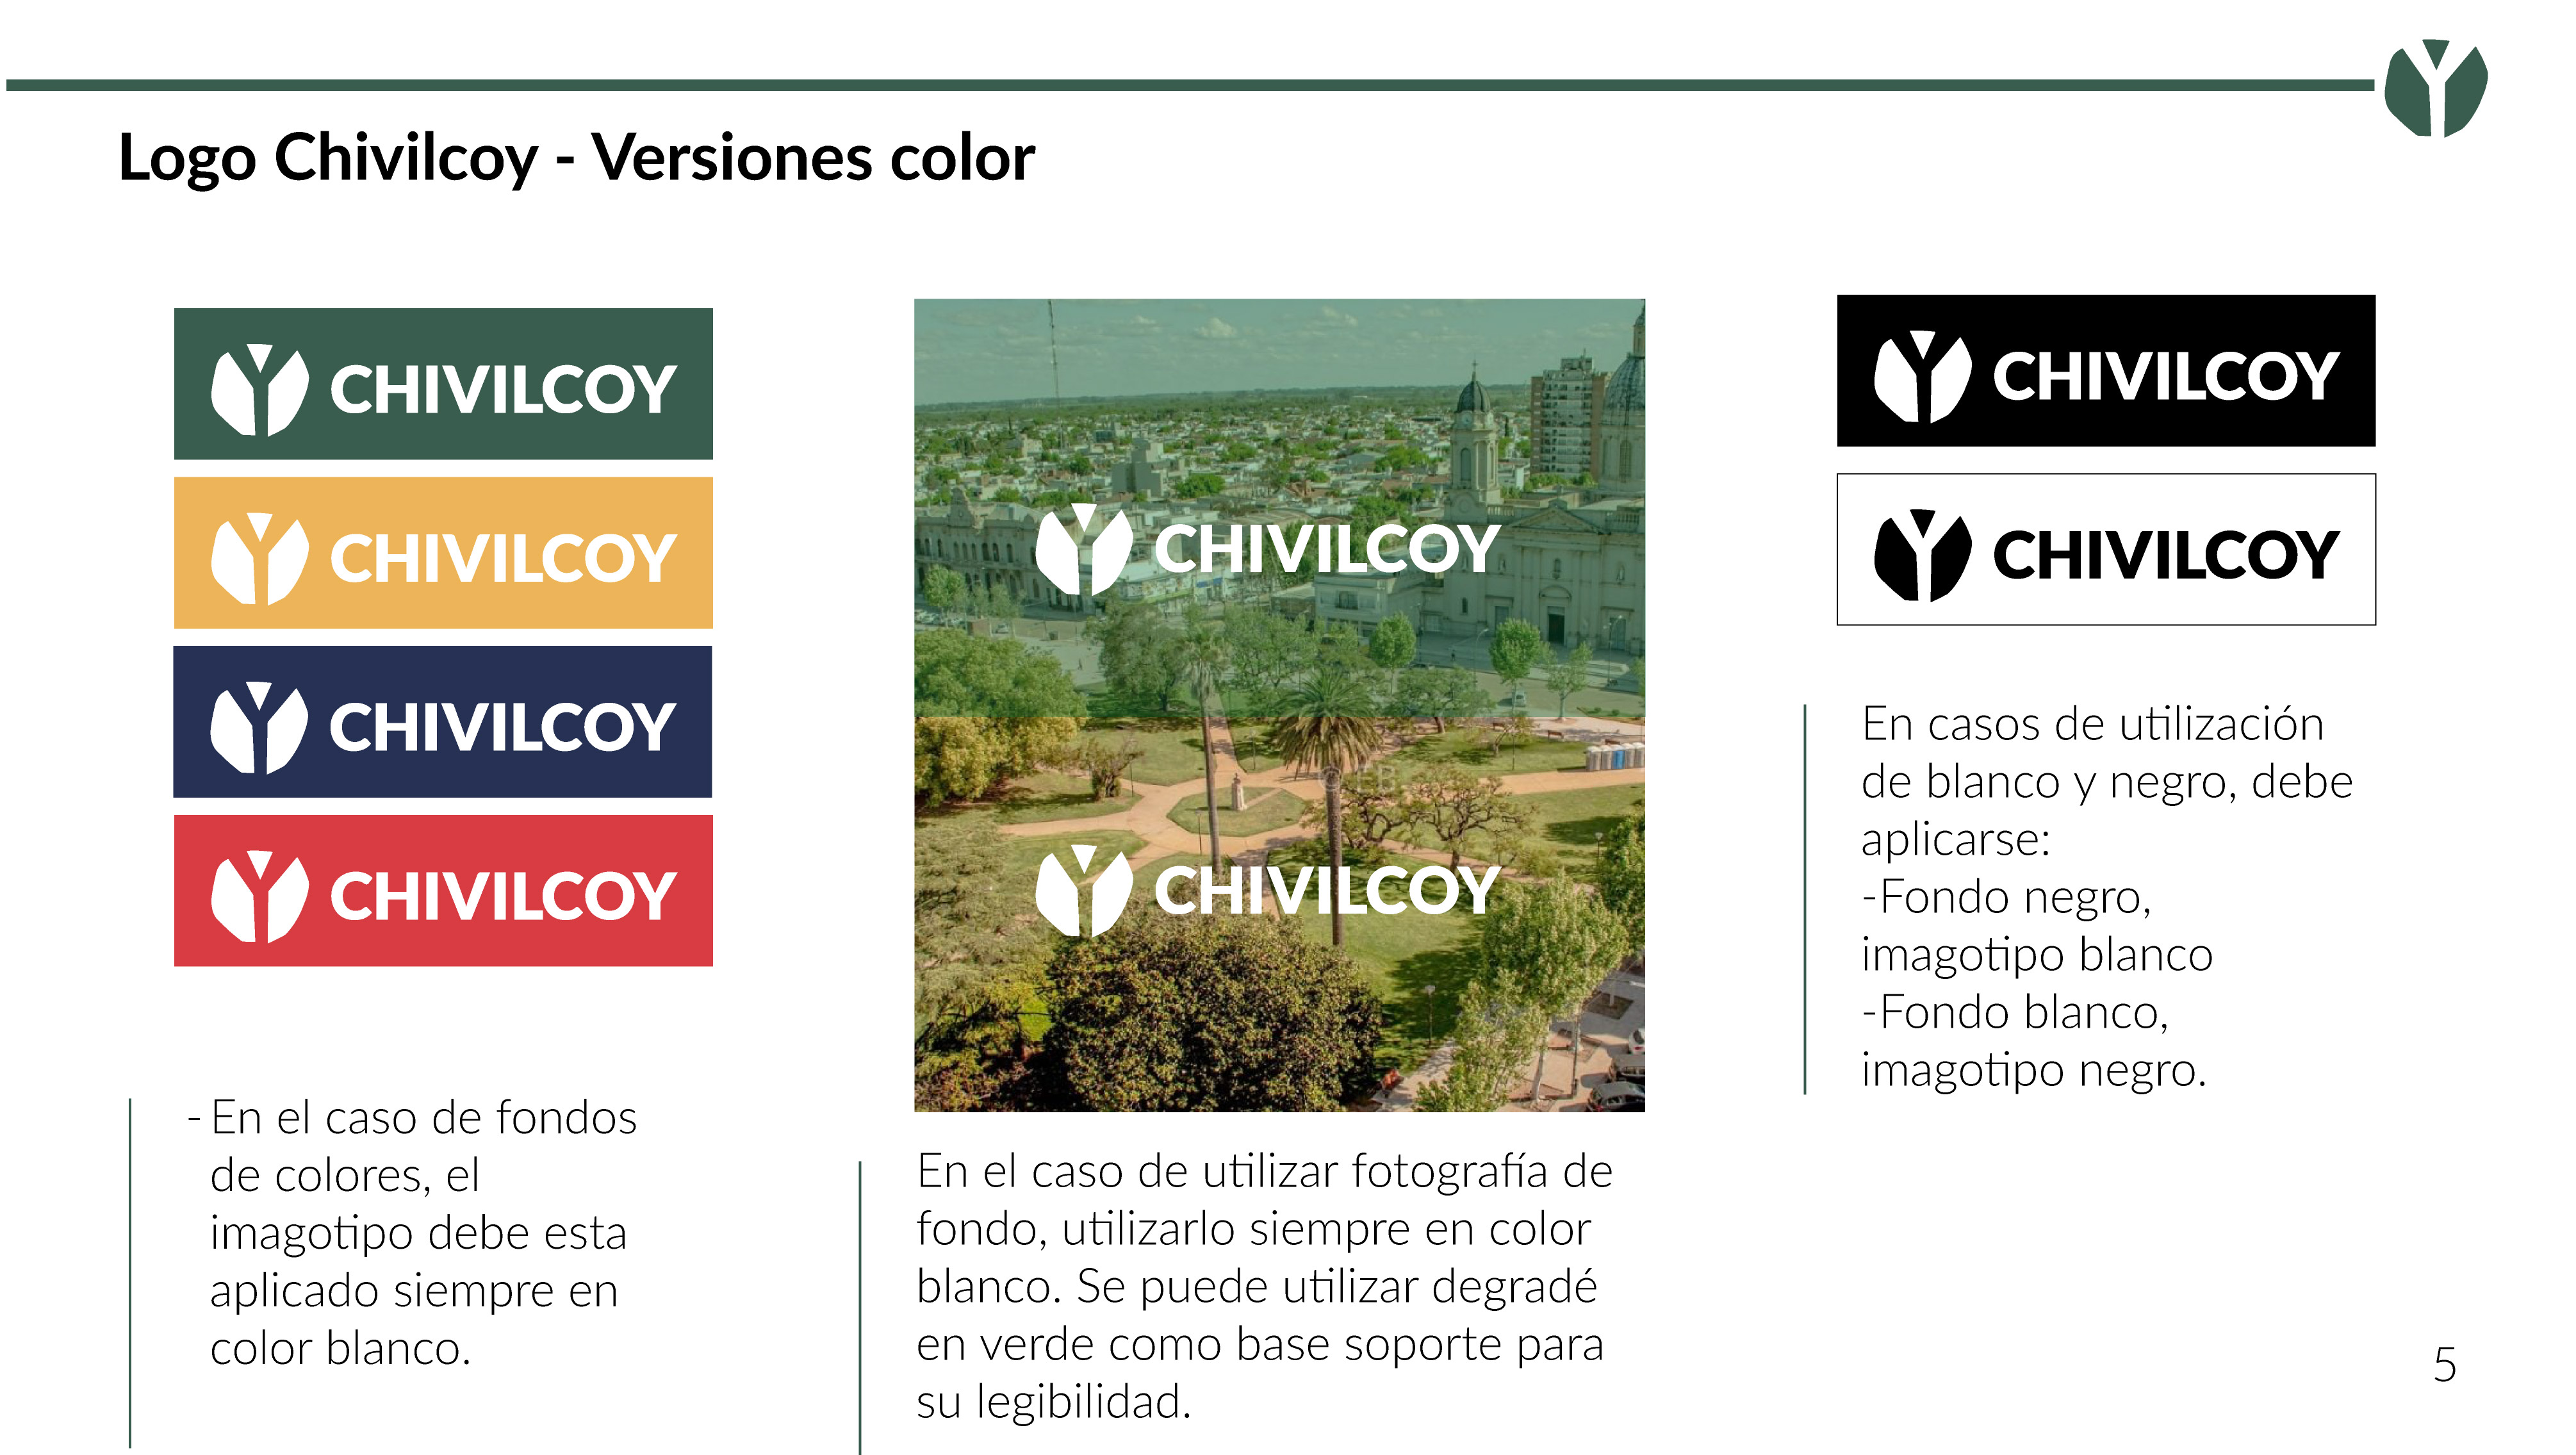 Logo Chivilcoy - Versiones color
CHIVILCOY
CHIVILCOY
CHIVILCOY
CHIVILCOY
- En el caso de fondos
de colores, el
imagotipo debe esta
aplicado siempre en
color blanco.
CHIVILCOY
CHIVILCOY
En el caso de utilizar fotografía de
fondo, utilizarlo siempre en color
blanco. Se puede utilizar degradé
en verde como base soporte para
su legibilidad.
CHIVILCOY
CHIVILCOY
En casos de utilización
de blanco y negro, debe
aplicarse:
-Fondo negro,
imagotipo blanco
-Fondo blanco,
imagotipo negro.
5